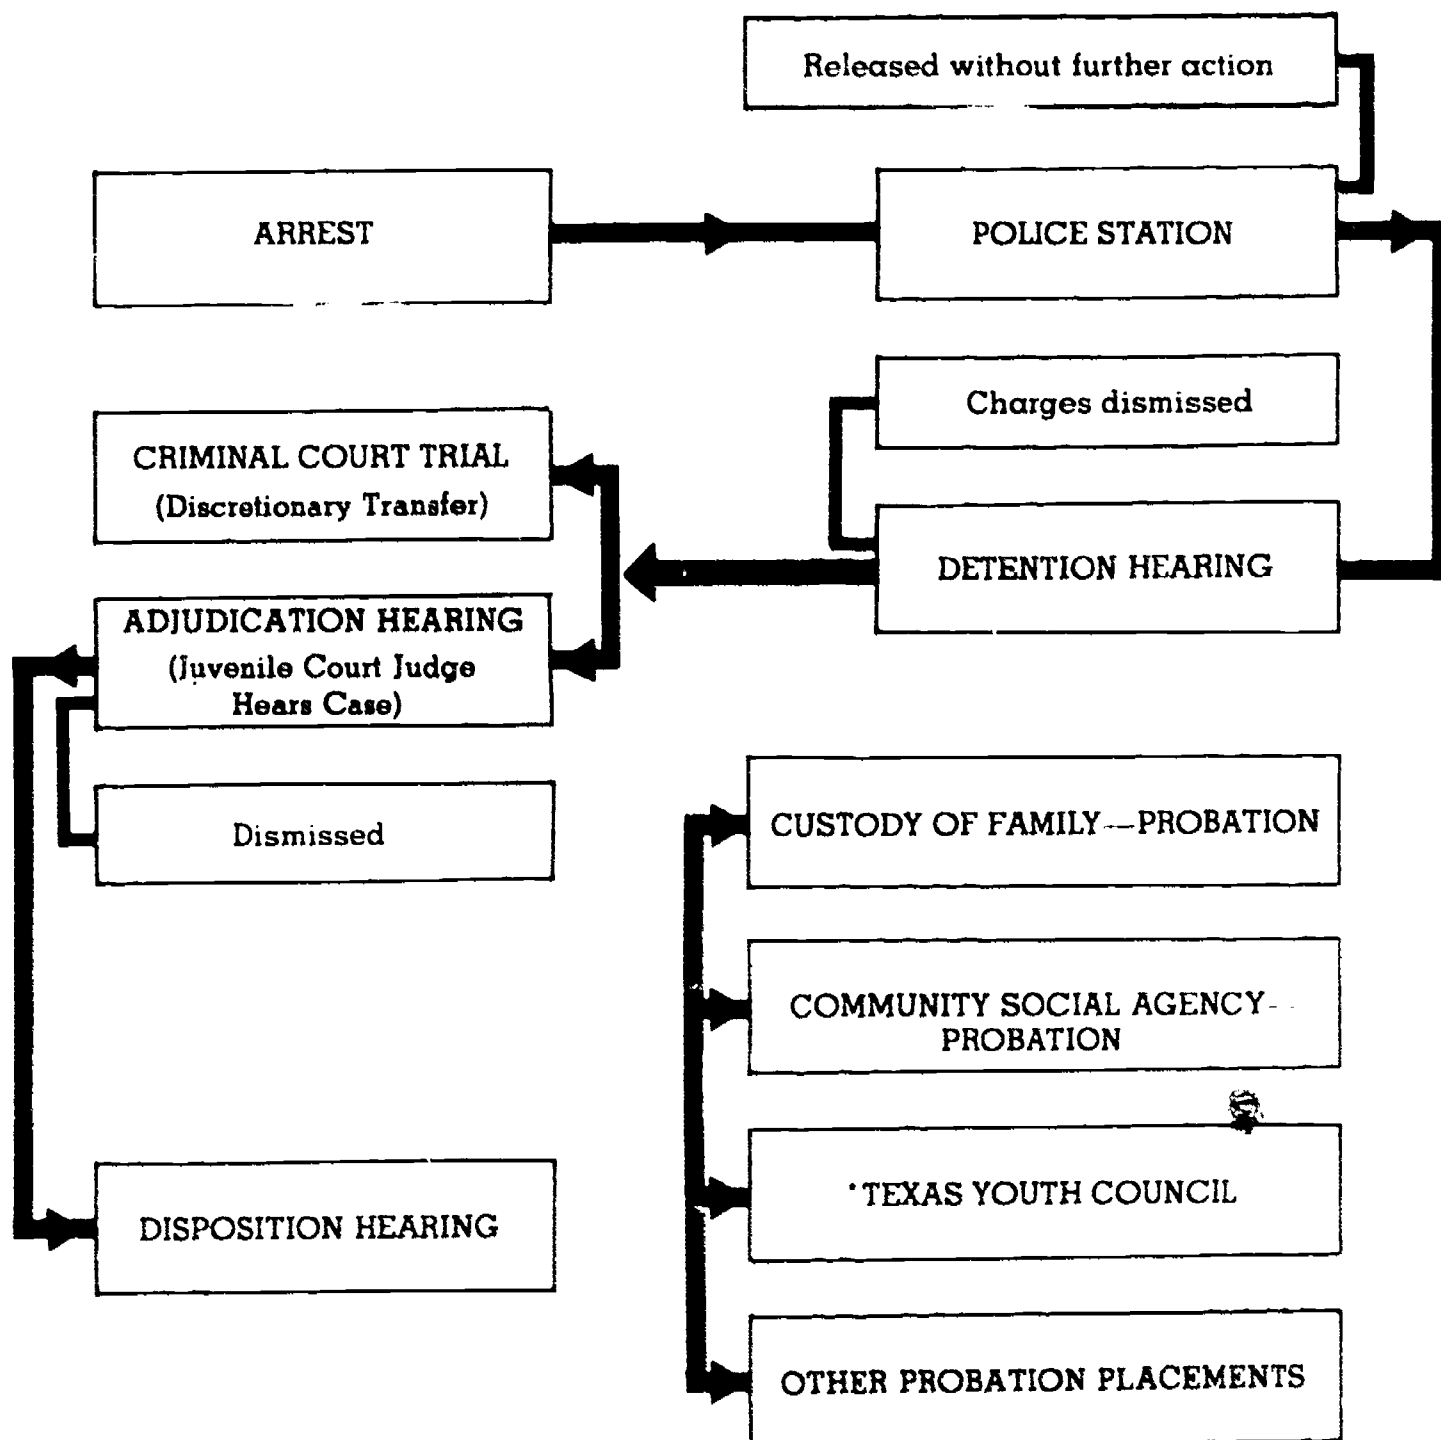 Released without further action
ARREST
POLICE STATION
Charges dismissed
CRIMINAL COURT TRIAL
(Discretionary Transfer)
DETENTION HEARING
ADJUDICATION HEARING
(Juvenile Court Judge
Hears Case)
Dismissed
CUSTODY OF FAMILY—PROBATION
COMMUNITY SOCIAL AGENCY—
PROBATION
*TEXAS YOUTH COUNCIL
DISPOSITION HEARING
OTHER PROBATION PLACEMENTS